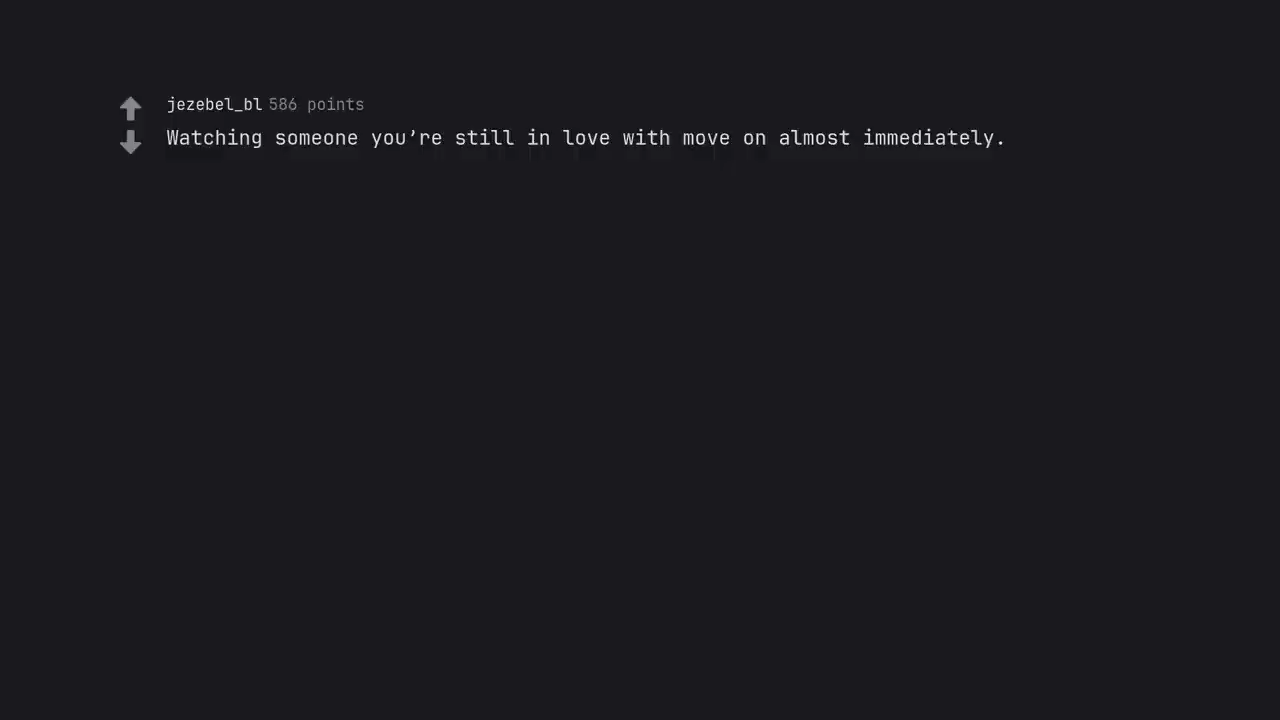 jezebel_bl 586 points
Watching someone you’re still in love with move on almost immediately.